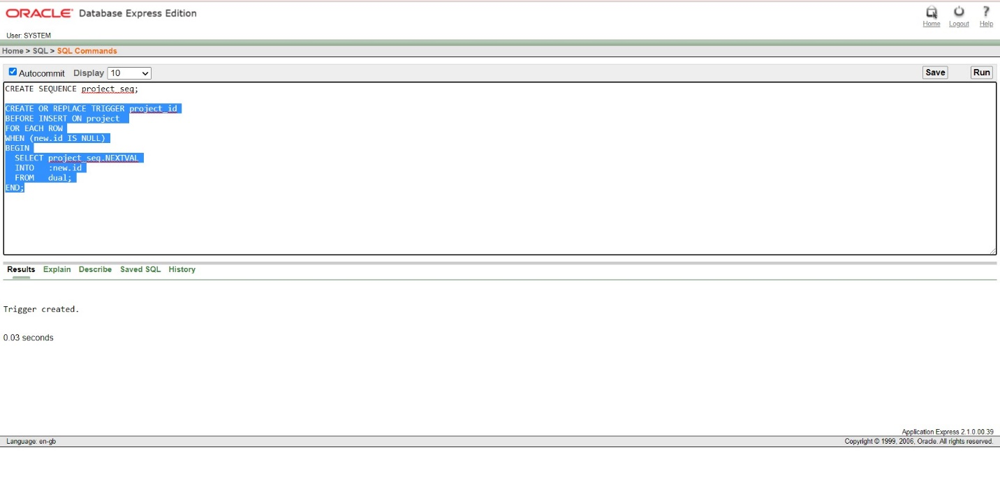 ORACLE® Database Express Edition
Home Logout Help
User: SYSTEM
Home > SQL > SQL Commands
Autocommit Display 10
Save Run
CREATE SEQUENCE project_seq;
CREATE OR REPLACE TRIGGER project_id
BEFORE INSERT ON project
FOR EACH ROW
WHEN (new.id IS NULL)
BEGIN
  SELECT project_seq.NEXTVAL
  INTO   :new.id
  FROM   dual;
END;
Results Explain Describe Saved SQL History
Trigger created.
0.03 seconds
Application Express 2.1.0.00.39
Language: en-gb
Copyright © 1999, 2006, Oracle. All rights reserved.